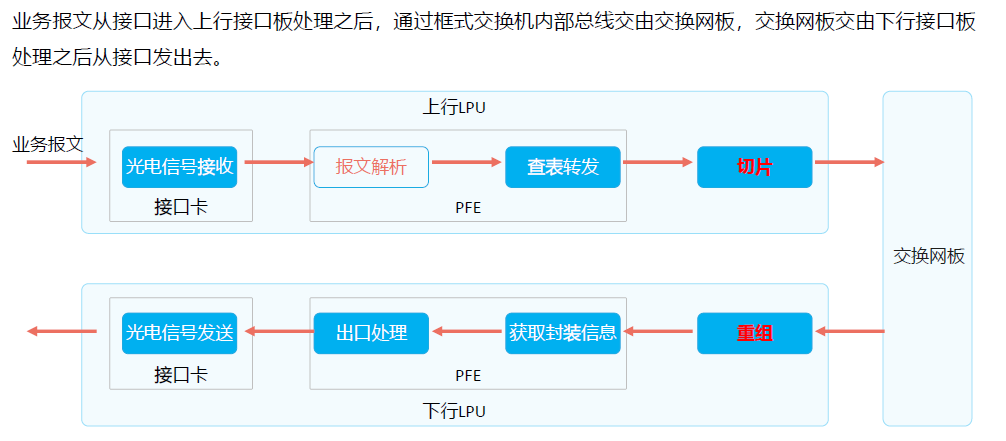 业务报文从接口进入上行接口板处理之后，通过框式交换机内部总线交由交换网板，交换网板交由下行接口板
处理之后从接口发出去。
上行LPU
业务报文
光电信号接收
报文解析
查表转发
切片
接口卡
PFE
交换网板
光电信号发送
出口处理
获取封装信息
重组
接口卡
PFE
下行LPU